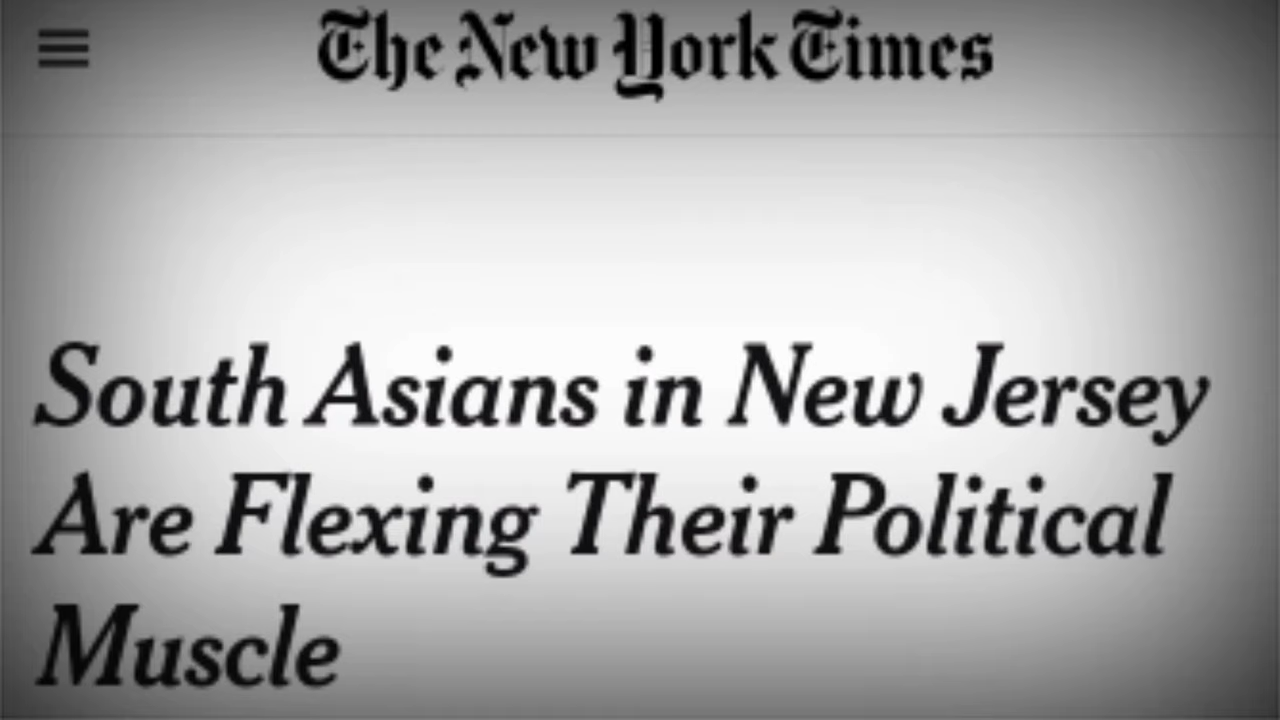 The New York Times
South Asians in New Jersey
Are Flexing Their Political
Muscle